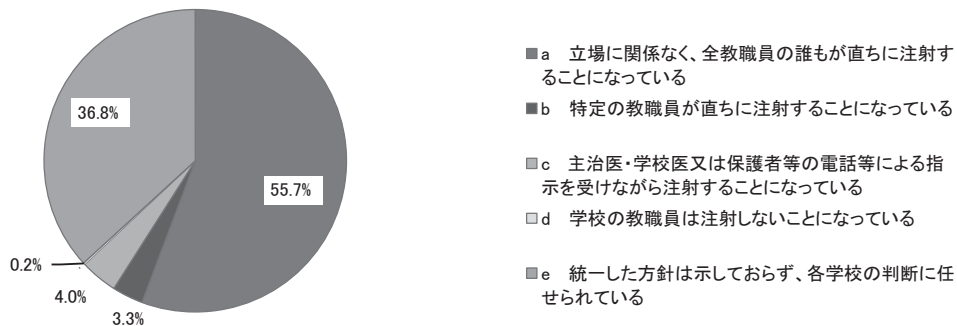 36.8%
55.7%
0.2%
4.0%
3.3%
a 立場に関係なく、全教職員の誰もが直ちに注射す
ることになっている
b 特定の教職員が直ちに注射することになっている
c 主治医・学校医又は保護者等の電話等による指
示を受けながら注射することになっている
d 学校の教職員は注射しないことになっている
e 統一した方針は示しておらず、各学校の判断に任
せられている